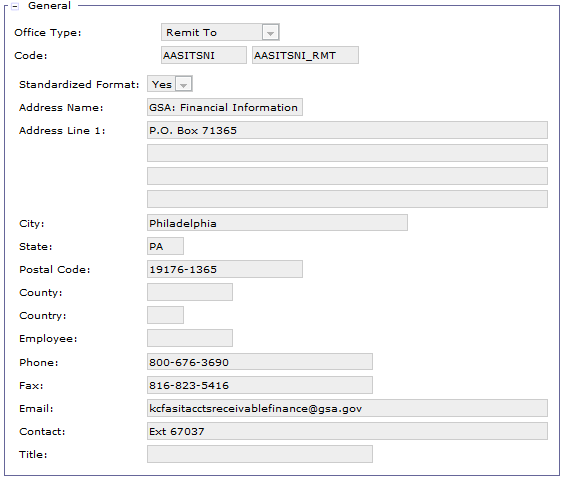 General
Office Type: Remit To
Code: AASITSNI AASITSNI_RMT
Standardized Format: Yes
Address Name: GSA: Financial Information
Address Line 1: P.O. Box 71365
City: Philadelphia
State: PA
Postal Code: 19176-1365
County:
Country:
Employee:
Phone: 800-676-3690
Fax: 816-823-5416
Email: kcfasitacctsreceivablefinance@gsa.gov
Contact: Ext 67037
Title: